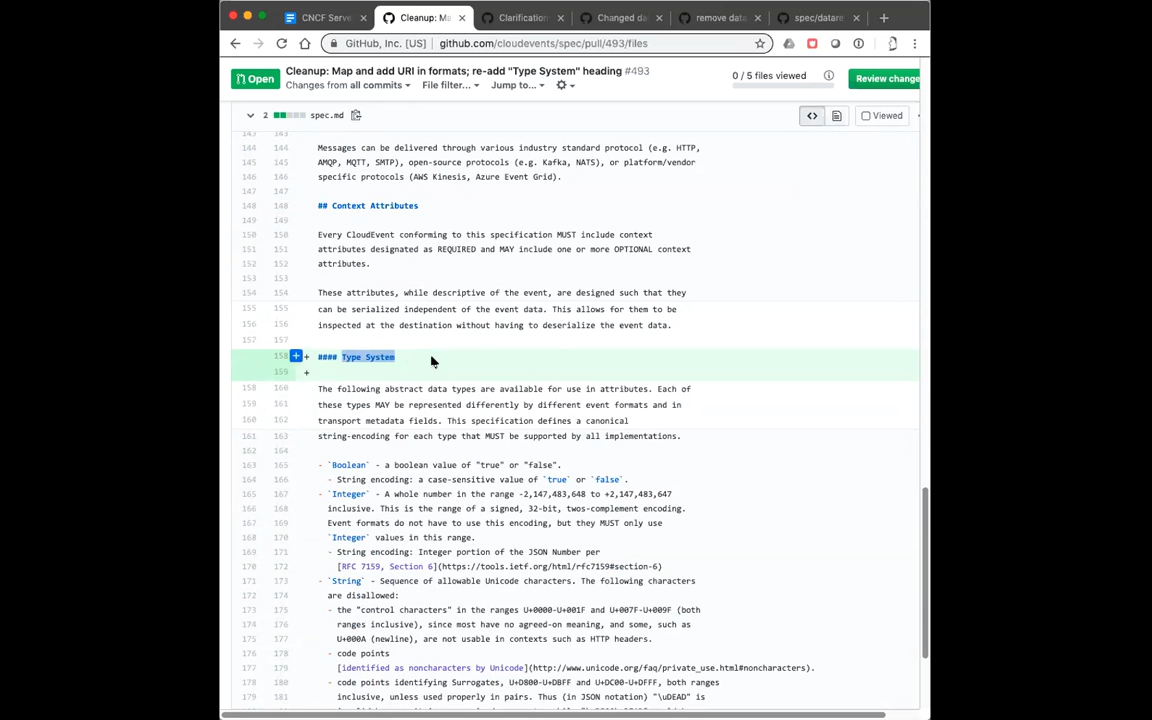 CNCF Serve
Cleanup: Ma
Clarification
Changed da
remove data
spec/datare
GitHub, Inc. [US] | github.com/cloudevents/spec/pull/493/files
Open
Cleanup: Map and add URI in formats; re-add "Type System" heading #493
Changes from all commits
File filter...
Jump to...
0 / 5 files viewed
Review change
2
spec.md
Viewed
143 143
144 144 Messages can be delivered through various industry standard protocol (e.g. HTTP,
145 145 AMQP, MQTT, SMTP), open-source protocols (e.g. Kafka, NATS), or platform/vendor
146 146 specific protocols (AWS Kinesis, Azure Event Grid).
147 147
148 148 ## Context Attributes
149 149
150 150 Every CloudEvent conforming to this specification MUST include context
151 151 attributes designated as REQUIRED and MAY include one or more OPTIONAL context
152 152 attributes.
153 153
154 154 These attributes, while descriptive of the event, are designed such that they
155 155 can be serialized independent of the event data. This allows for them to be
156 156 inspected at the destination without having to deserialize the event data.
157 157
158 + #### Type System
159 +
158 160 The following abstract data types are available for use in attributes. Each of
159 161 these types MAY be represented differently by different event formats and in
160 162 transport metadata fields. This specification defines a canonical
161 163 string-encoding for each type that MUST be supported by all implementations.
162 164
163 165 - `Boolean` - a boolean value of "true" or "false".
164 166 - String encoding: a case-sensitive value of `true` or `false`.
165 167 - `Integer` - A whole number in the range -2,147,483,648 to +2,147,483,647
166 168 inclusive. This is the range of a signed, 32-bit, twos-complement encoding.
167 169 Event formats do not have to use this encoding, but they MUST only use
168 170 `Integer` values in this range.
169 171 - String encoding: Integer portion of the JSON Number per
170 172 [RFC 7159, Section 6](https://tools.ietf.org/html/rfc7159#section-6)
171 173 - `String` - Sequence of allowable Unicode characters. The following characters
172 174 are disallowed:
173 175 - the "control characters" in the ranges U+0000-U+001F and U+007F-U+009F (both
174 176 ranges inclusive), since most have no agreed-on meaning, and some, such as
175 177 U+000A (newline), are not usable in contexts such as HTTP headers.
176 178 - code points
177 179 [identified as noncharacters by Unicode](http://www.unicode.org/faq/private_use.html#noncharacters).
178 180 - code points identifying Surrogates, U+D800-U+DBFF and U+DC00-U+DFFF, both ranges
179 181 inclusive, unless used properly in pairs. Thus (in JSON notation) "\uDEAD" is